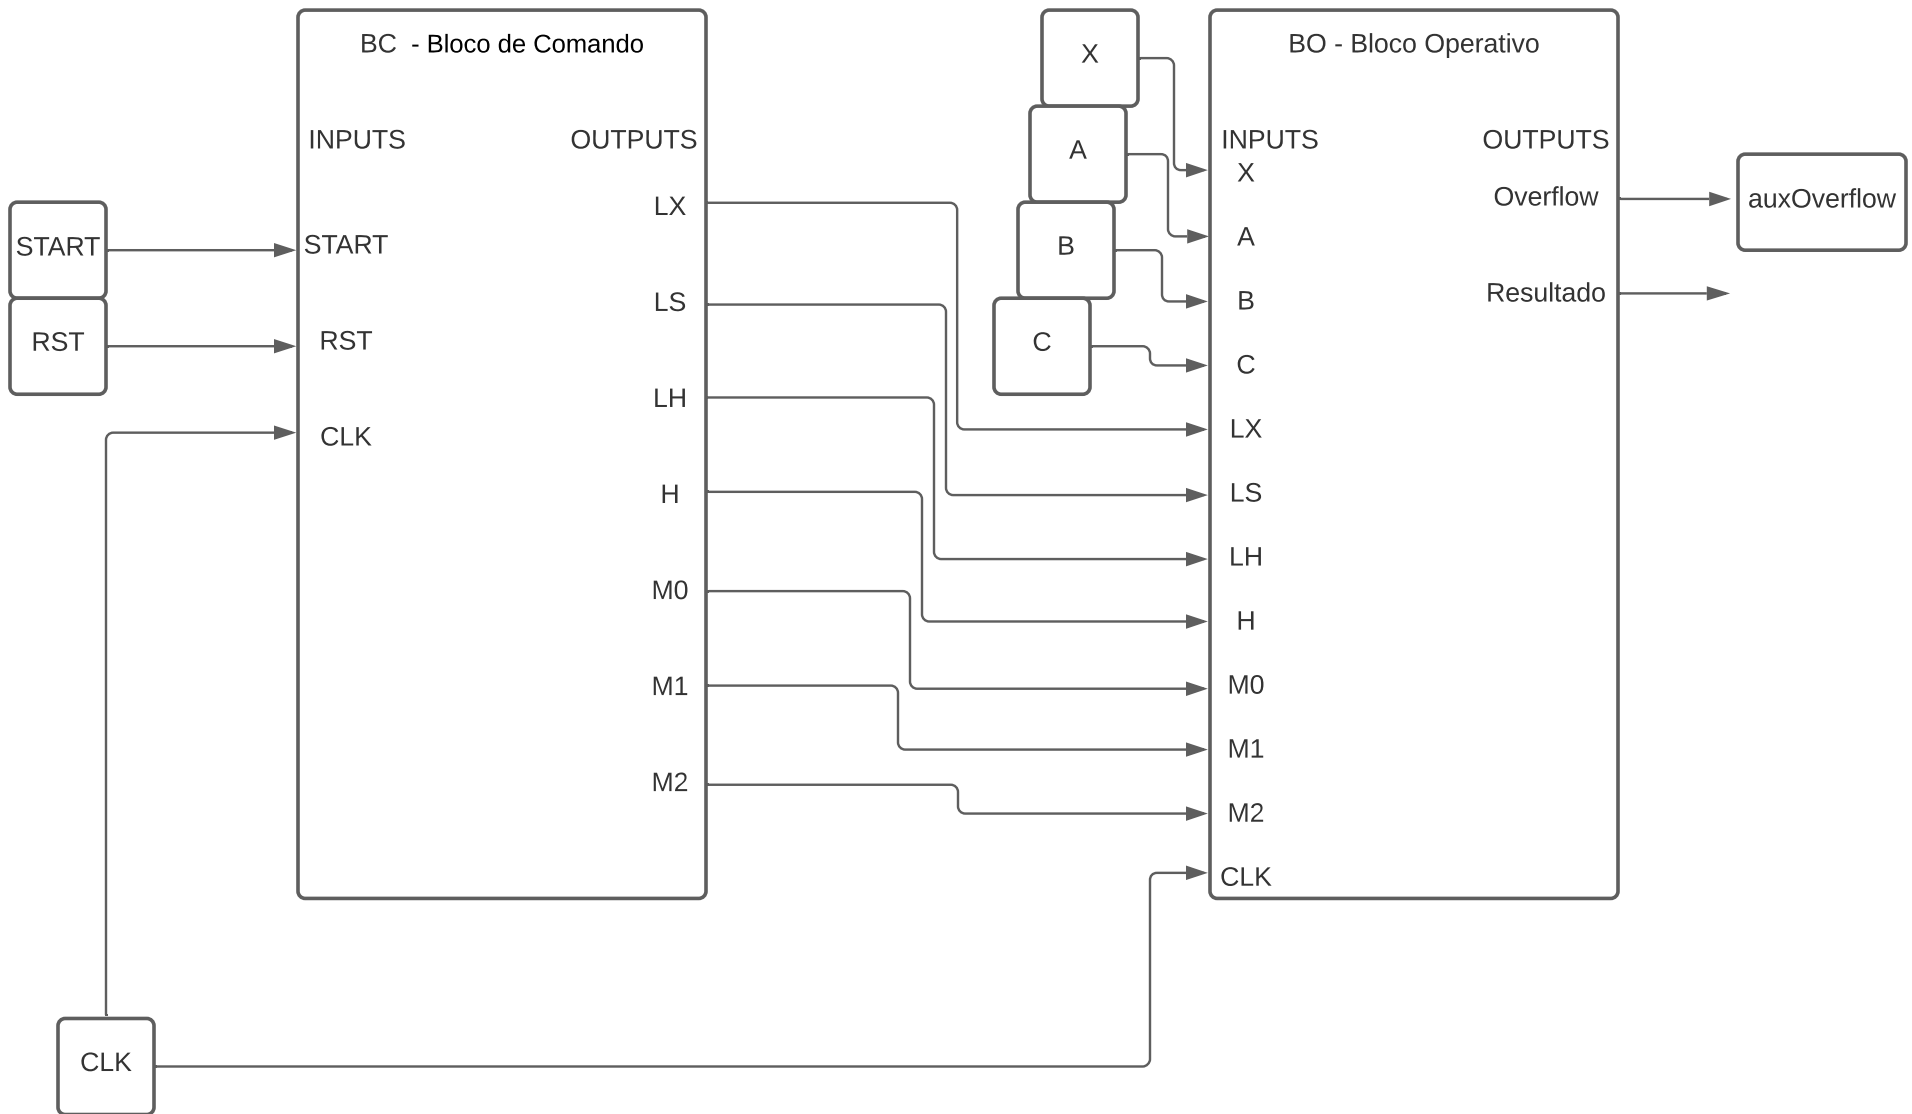 BC - Bloco de Comando
INPUTS
OUTPUTS
START
RST
START
RST
CLK
LX
LS
LH
H
M0
M1
M2
CLK
X
A
B
C
BO - Bloco Operativo
INPUTS
OUTPUTS
X
A
B
C
LX
LS
LH
H
M0
M1
M2
CLK
Overflow
Resultado
auxOverflow